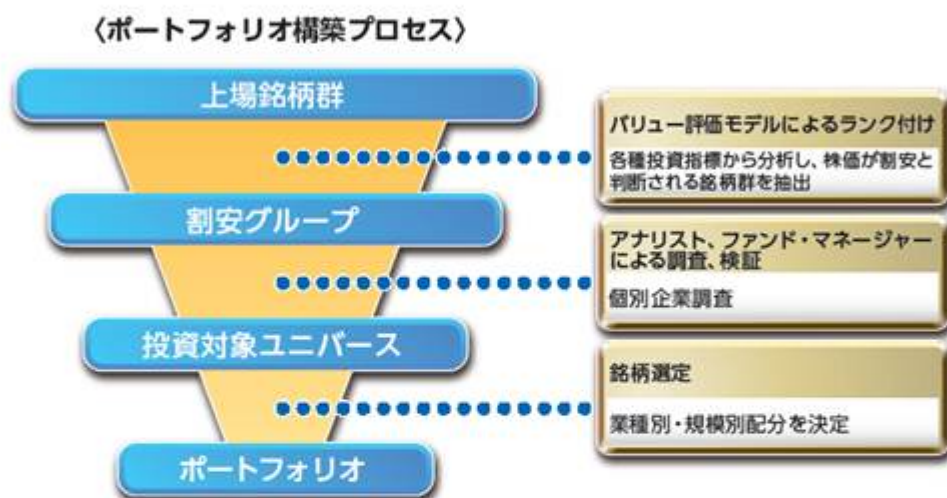 〈ポートフォリオ構築プロセス〉
上場銘柄群
バリュー評価モデルによるランク付け
各種投資指標から分析し、株価が割安と
判断される銘柄群を抽出
割安グループ
アナリスト、ファンド・マネージャー
による調査、検証
個別企業調査
投資対象ユニバース
銘柄選定
業種別・規模別配分を決定
ポートフォリオ